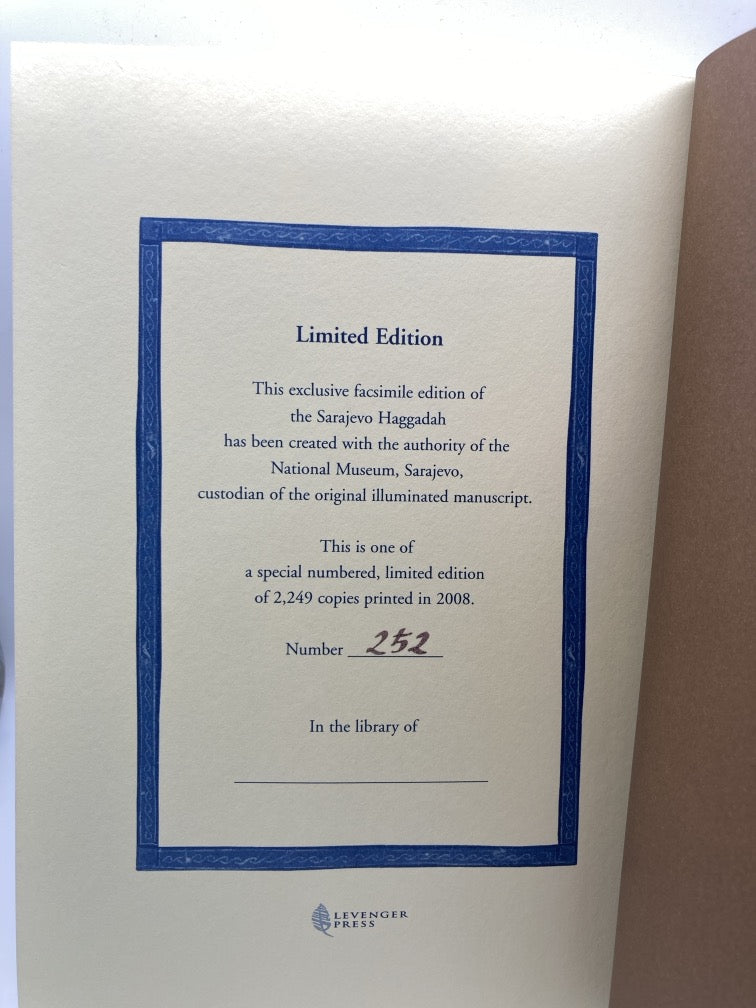 Limited Edition
This exclusive facsimile edition of
the Sarajevo Haggadah
has been created with the authority of the
National Museum, Sarajevo,
custodian of the original illuminated manuscript.
This is one of
a special numbered, limited edition
of 2,249 copies printed in 2008.
Number 252
In the library of
LEVENGER
PRESS